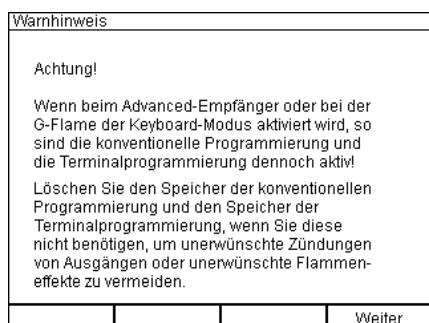 Warnhinweis
Achtung!
Wenn beim Advanced-Empfänger oder bei der
G-Flame der Keyboard-Modus aktiviert wird, so
sind die konventionelle Programmierung und
die Terminalprogrammierung dennoch aktiv!
Löschen Sie den Speicher der konventionellen
Programmierung und den Speicher der
Terminalprogrammierung, wenn Sie diese
nicht benötigen, um unerwünschte Zündungen
von Ausgängen oder unerwünschte Flammen-
effekte zu vermeiden.
Weiter